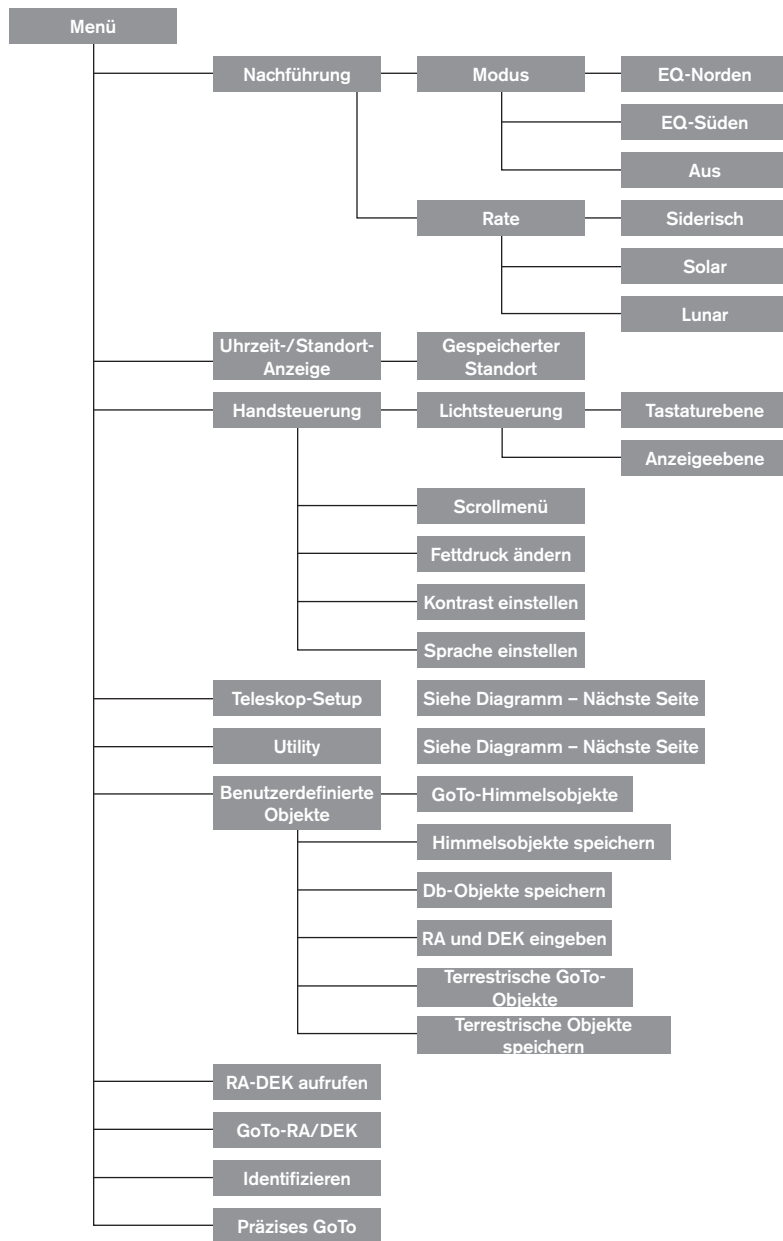 Menü
Nachführung
Modus
EQ-Norden
EQ-Süden
Aus
Rate
Siderisch
Solar
Lunar
Uhrzeit-/Standort-
Anzeige
Gespeicherter
Standort
Handsteuerung
Lichtsteuerung
Tastaturebene
Anzeigeebene
Scrollmenü
Fettdruck ändern
Kontrast einstellen
Sprache einstellen
Teleskop-Setup
Siehe Diagramm – Nächste Seite
Utility
Siehe Diagramm – Nächste Seite
Benutzerdefinierte
Objekte
GoTo-Himmelsobjekte
Himmelsobjekte speichern
Db-Objekte speichern
RA und DEK eingeben
Terrestrische GoTo-
Objekte
Terrestrische Objekte
speichern
RA-DEK aufrufen
GoTo-RA/DEK
Identifizieren
Präzises GoTo